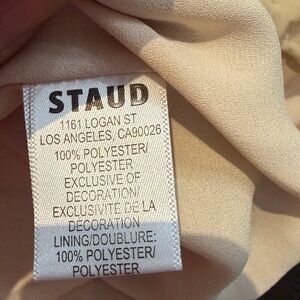 STAUD
1161 LOGAN ST
LOS ANGELES, CA90026
100% POLYESTER/
POLYESTER
EXCLUSIVE OF
DECORATION/
EXCLUSIVITE DE LA
DECORATION
LINING/DOUBLURE:
100% POLYESTER/
POLYESTER